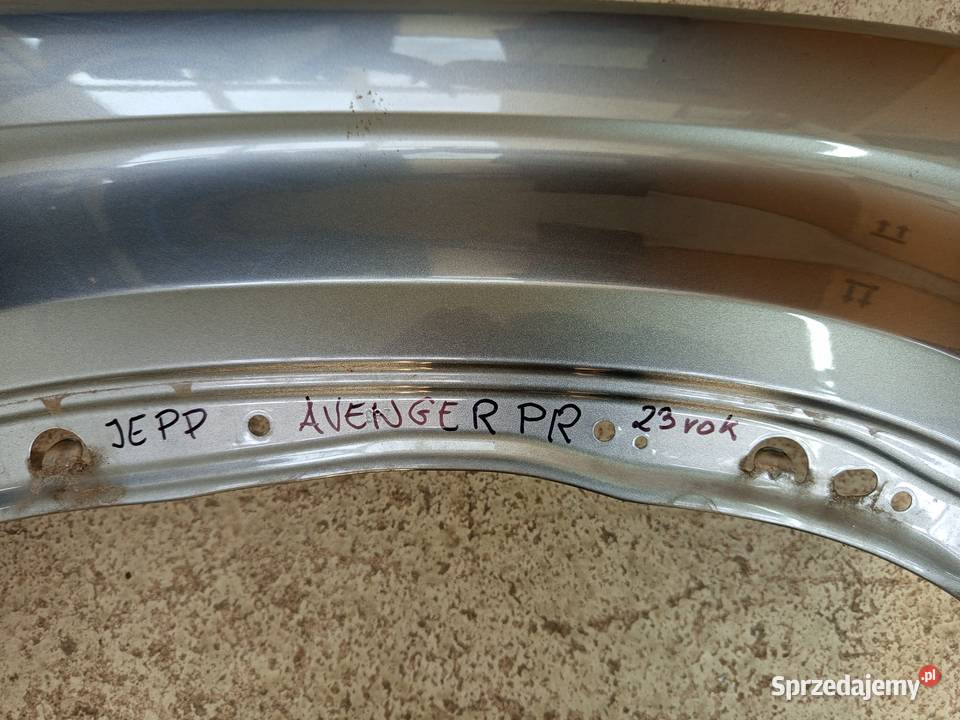 JEPP AVENGER PR 23 rok
Sprzedajemy.pl